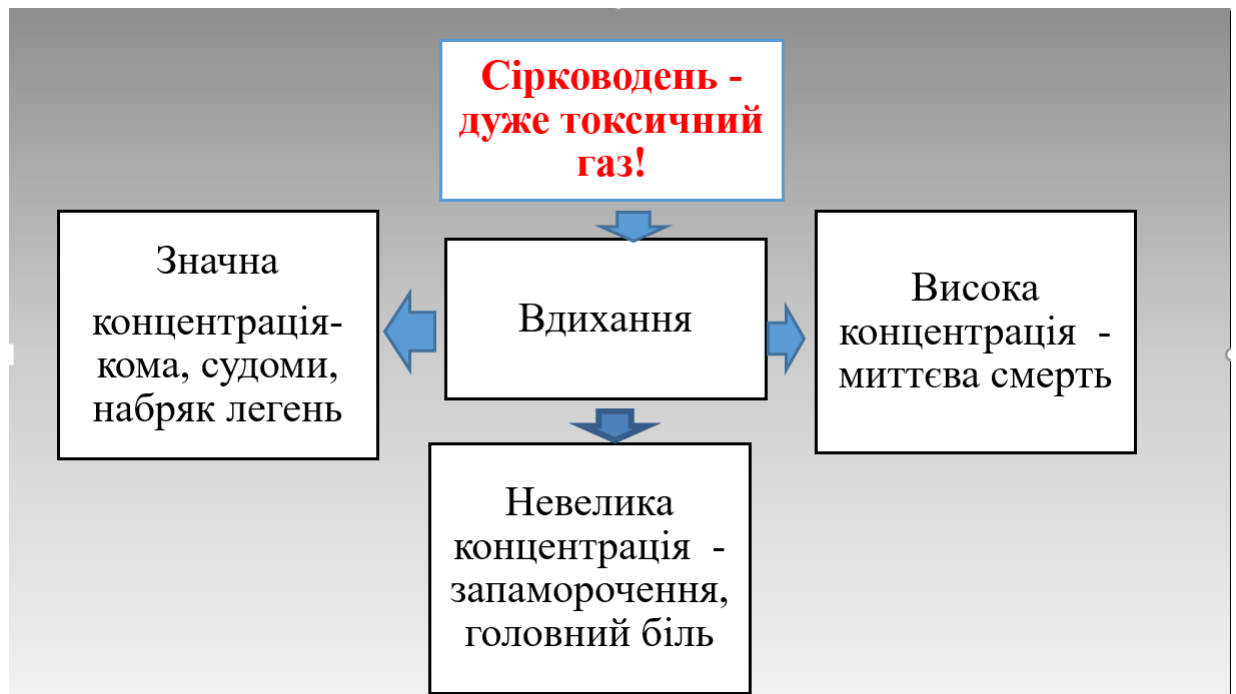 Сірководень -
дуже токсичний
газ!
Значна
концентрація-
кома, судоми,
набряк легень
Вдихання
Висока
концентрація -
миттєва смерть
Невелика
концентрація -
запаморочення,
головний біль